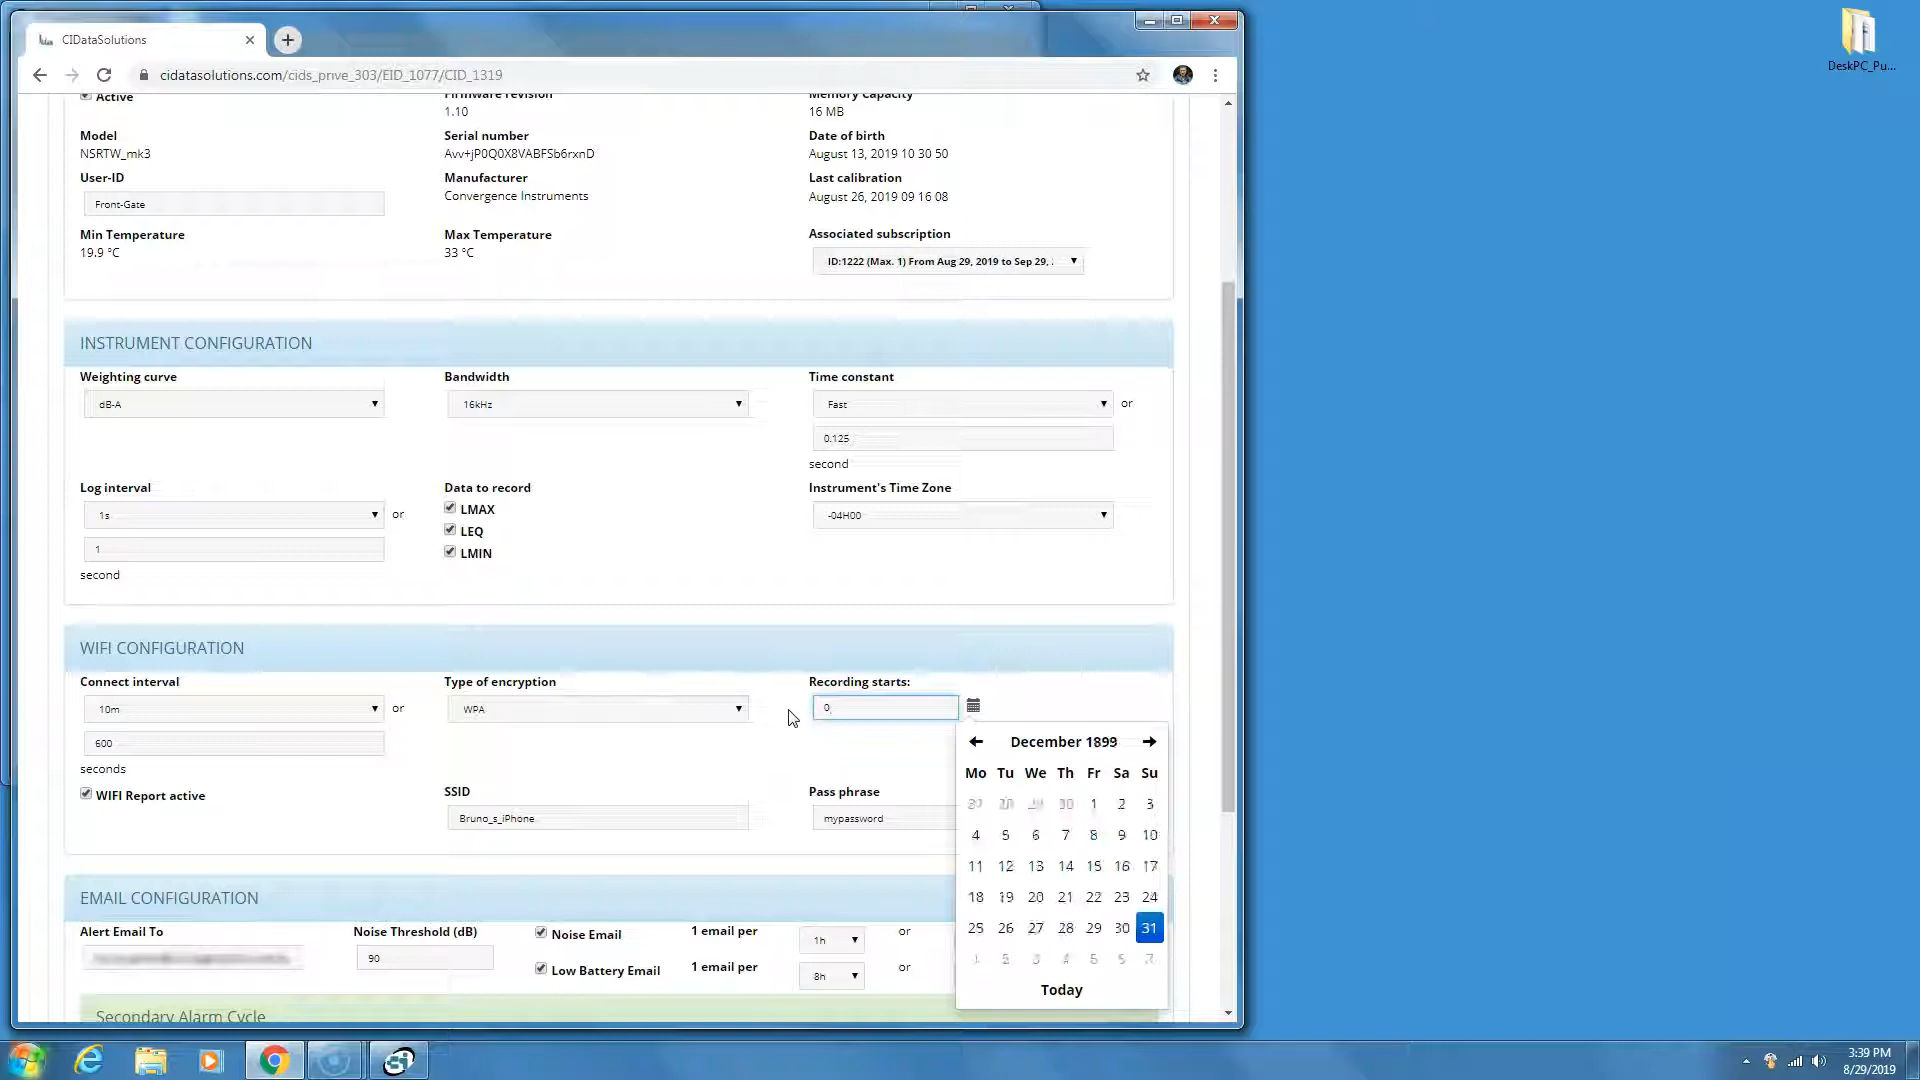 CIDataSolutions
cidatasolutions.com/cids_prive_303/EID_1077/CID_1319
DeskPC_Pu...
Active
Firmware revision
Memory Capacity
1.10
16 MB
Model
Serial number
Date of birth
NSRTW_mk3
Avv+jP0Q0X8VABFSb6rxnD
August 13, 2019 10 30 50
User-ID
Manufacturer
Last calibration
Front-Gate
Convergence Instruments
August 26, 2019 09 16 08
Min Temperature
Max Temperature
Associated subscription
19.9 °C
33 °C
ID:1222 (Max. 1) From Aug 29, 2019 to Sep 29, :
INSTRUMENT CONFIGURATION
Weighting curve
Bandwidth
Time constant
dB-A
16kHz
Fast
or
0.125
second
Log interval
Data to record
Instrument's Time Zone
1s
or
LMAX
-04H00
LEQ
1
LMIN
second
WIFI CONFIGURATION
Connect interval
Type of encryption
Recording starts:
10m
or
WPA
0
600
seconds
WIFI Report active
SSID
Pass phrase
Bruno_s_iPhone
mypassword
December 1899
Mo Tu We Th Fr Sa Su
30 1 2 3
4 5 6 7 8 9 10
11 12 13 14 15 16 17
18 19 20 21 22 23 24
25 26 27 28 29 30 31
Today
EMAIL CONFIGURATION
Alert Email To
Noise Threshold (dB)
Noise Email
1 email per
1h
or
90
Low Battery Email
1 email per
8h
or
Secondary Alarm Cycle
3:39 PM
8/29/2019